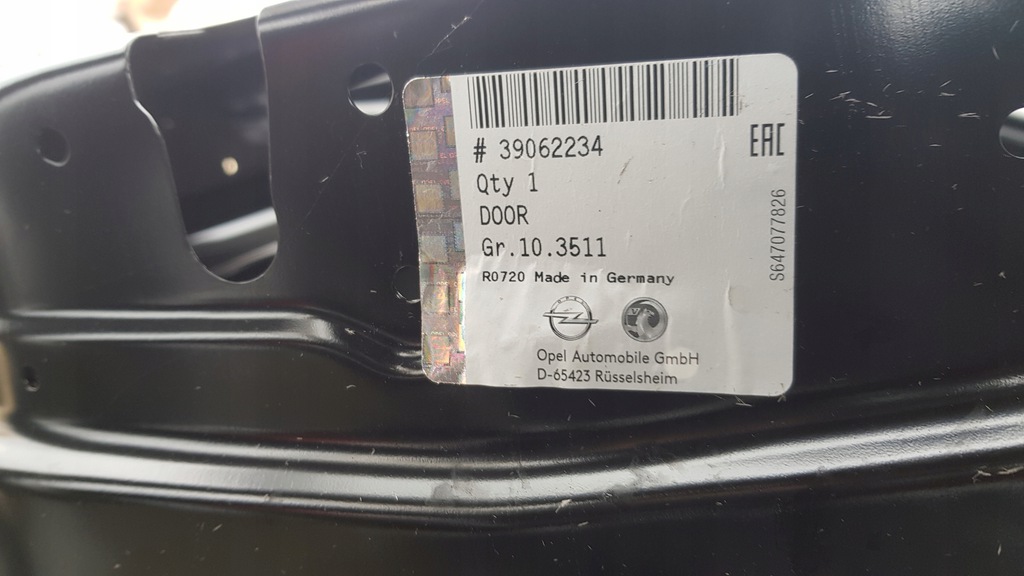 # 39062234
EAC
Qty 1
DOOR
Gr.10.3511
R0720 Made in Germany
S647077826
Opel Automobile GmbH
D-65423 Rüsselsheim